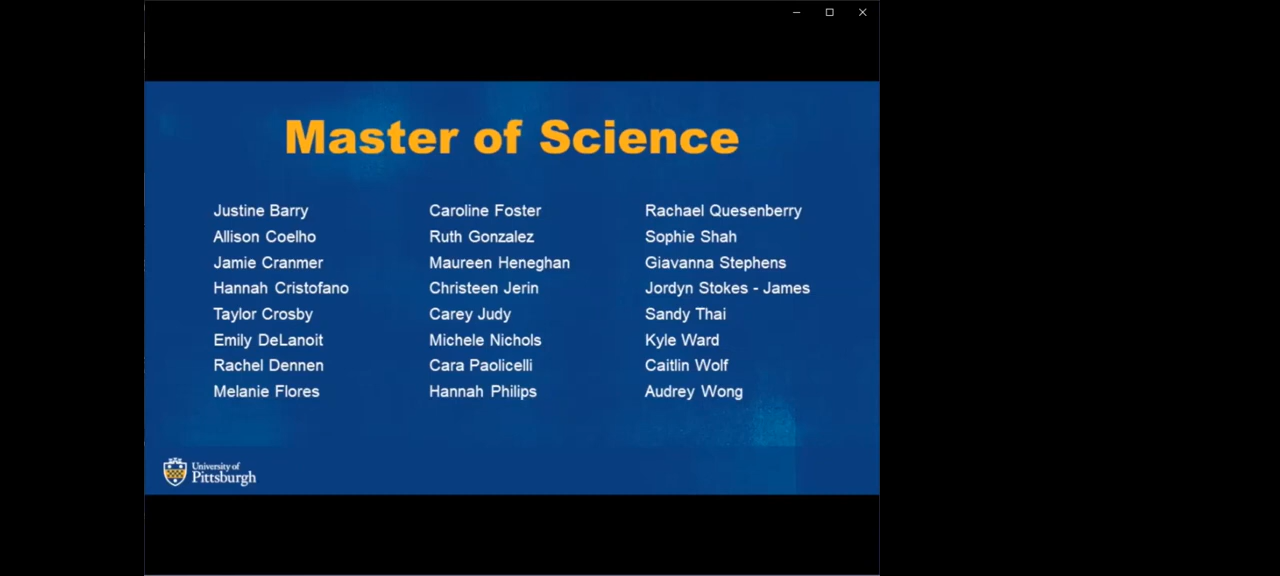 Master of Science
Justine Barry
Allison Coelho
Jamie Cranmer
Hannah Cristofano
Taylor Crosby
Emily DeLanoit
Rachel Dennen
Melanie Flores
Caroline Foster
Ruth Gonzalez
Maureen Heneghan
Christeen Jerin
Carey Judy
Michele Nichols
Cara Paolicelli
Hannah Philips
Rachael Quesenberry
Sophie Shah
Giavanna Stephens
Jordyn Stokes - James
Sandy Thai
Kyle Ward
Caitlin Wolf
Audrey Wong
University of
Pittsburgh